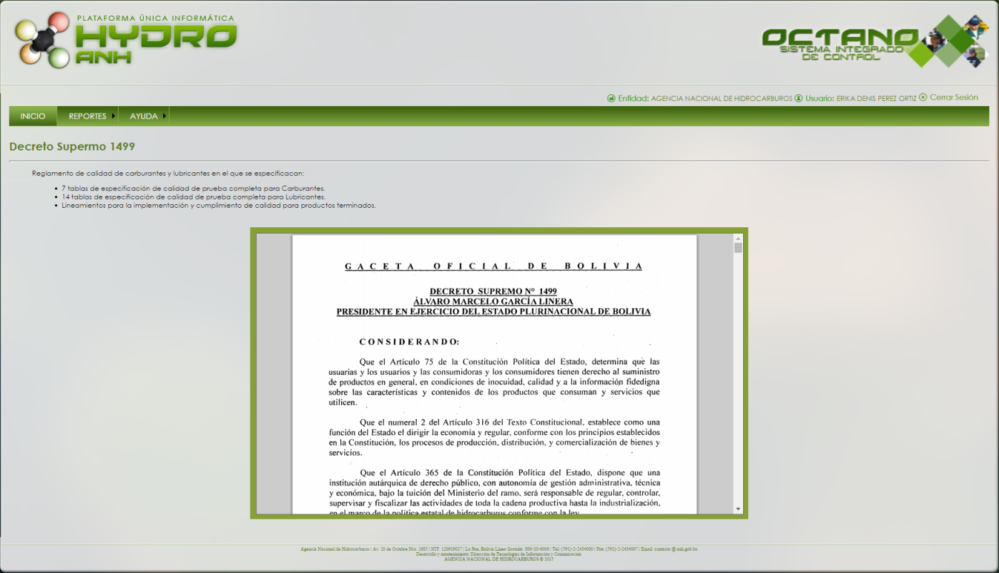 PLATAFORMA ÚNICA INFORMÁTICA
HYDRO
ANH
OCTANO
SISTEMA INTEGRADO
DE CONTROL
Entidad: AGENCIA NACIONAL DE HIDROCARBUROS Usuario: ERIKA DENIS PEREZ ORTIZ Cerrar Sesión
INICIO REPORTES AYUDA
Decreto Supermo 1499
Reglamento de calidad de carburantes y lubricantes en el que se especificacan:
• 7 tablas de especificación de calidad de prueba completa para Carburantes.
• 14 tablas de especificación de calidad de prueba completa para Lubricantes.
• Lineamientos para la implementación y cumplimiento de calidad para productos terminados.
GACETA OFICIAL DE BOLIVIA
DECRETO SUPREMO N° 1499
ÁLVARO MARCELO GARCÍA LINERA
PRESIDENTE EN EJERCICIO DEL ESTADO PLURINACIONAL DE BOLIVIA
CONSIDERANDO:
Que el Artículo 75 de la Constitución Política del Estado, determina que las
usuarias y los usuarios y las consumidoras y los consumidores tienen derecho al suministro
de productos en general, en condiciones de inocuidad, calidad y a la información fidedigna
sobre las características y contenidos de los productos que consuman y servicios que
utilicen.
Que el numeral 2 del Artículo 316 del Texto Constitucional, establece como una
función del Estado el dirigir la economía y regular, conforme con los principios establecidos
en la Constitución, los procesos de producción, distribución, y comercialización de bienes y
servicios.
Que el Artículo 365 de la Constitución Política del Estado, dispone que una
institución autárquica de derecho público, con autonomía de gestión administrativa, técnica
y económica, bajo la tuición del Ministerio del ramo, será responsable de regular, controlar,
supervisar y fiscalizar las actividades de toda la cadena productiva hasta la industrialización,
en el marco de la política estatal de hidrocarburos conforme con la ley.
Agencia Nacional de Hidrocarburos | Av. 20 de Octubre Nro. 2685 | NIT: 120919027 | La Paz, Bolivia Línea Gratuita: 800-10-6006 | Tel: (591)-2-2434000 | Fax: (591)-2-2434007 | Email: contacto @ anh.gob.bo
Desarrollo y mantenimiento: Dirección de Tecnologías de Información y Comunicación
AGENCIA NACIONAL DE HIDROCARBUROS © 2015